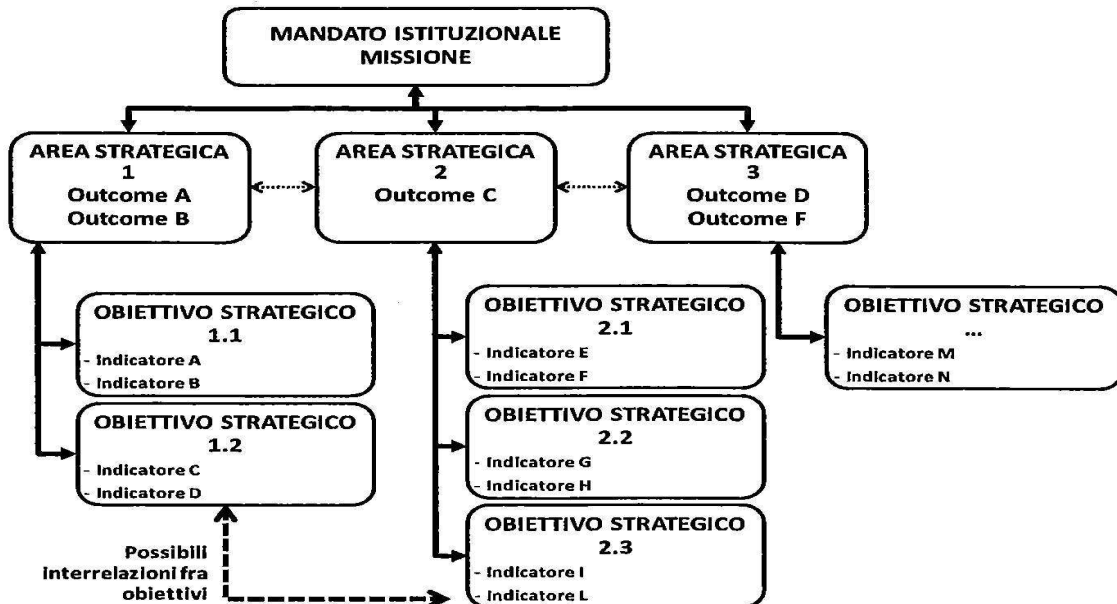 MANDATO ISTITUZIONALE
MISSIONE
AREA STRATEGICA
1
Outcome A
Outcome B
AREA STRATEGICA
2
Outcome C
AREA STRATEGICA
3
Outcome D
Outcome F
OBIETTIVO STRATEGICO
1.1
- Indicatore A
- Indicatore B
OBIETTIVO STRATEGICO
1.2
- Indicatore C
- Indicatore D
OBIETTIVO STRATEGICO
2.1
- Indicatore E
- Indicatore F
OBIETTIVO STRATEGICO
2.2
- Indicatore G
- Indicatore H
OBIETTIVO STRATEGICO
2.3
- Indicatore I
- Indicatore L
OBIETTIVO STRATEGICO
...
- Indicatore M
- Indicatore N
Possibili
interrelazioni fra
obiettivi